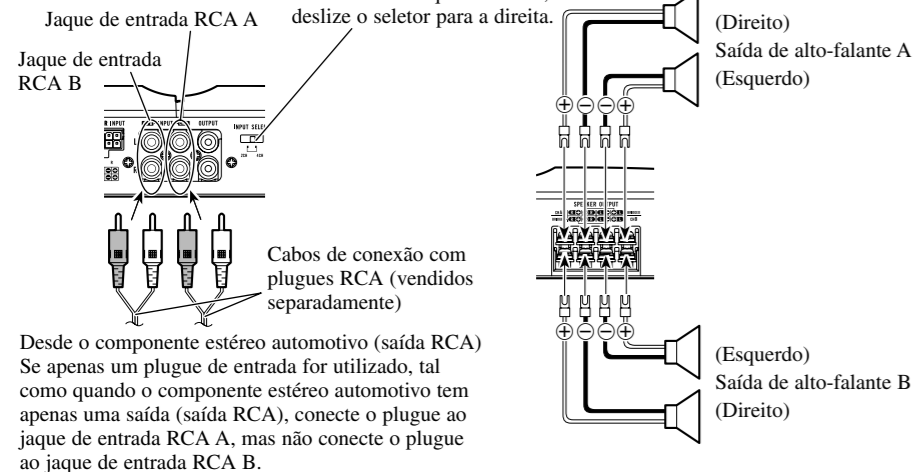 deslize o seletor para a direita.
Jaque de entrada RCA A
Jaque de entrada
RCA B
R INPUT
INPUT
OUTPUT
INPUT SELE
L
R
2CH
4CH
Cabos de conexão com
plugues RCA (vendidos
separadamente)
Desde o componente estéreo automotivo (saída RCA)
Se apenas um plugue de entrada for utilizado, tal
como quando o componente estéreo automotivo tem
apenas uma saída (saída RCA), conecte o plugue ao
jaque de entrada RCA A, mas não conecte o plugue
ao jaque de entrada RCA B.
(Direito)
Saída de alto-falante A
(Esquerdo)
+ − − +
SPEAKER OUTPUT
+ − − +
(Esquerdo)
Saída de alto-falante B
(Direito)